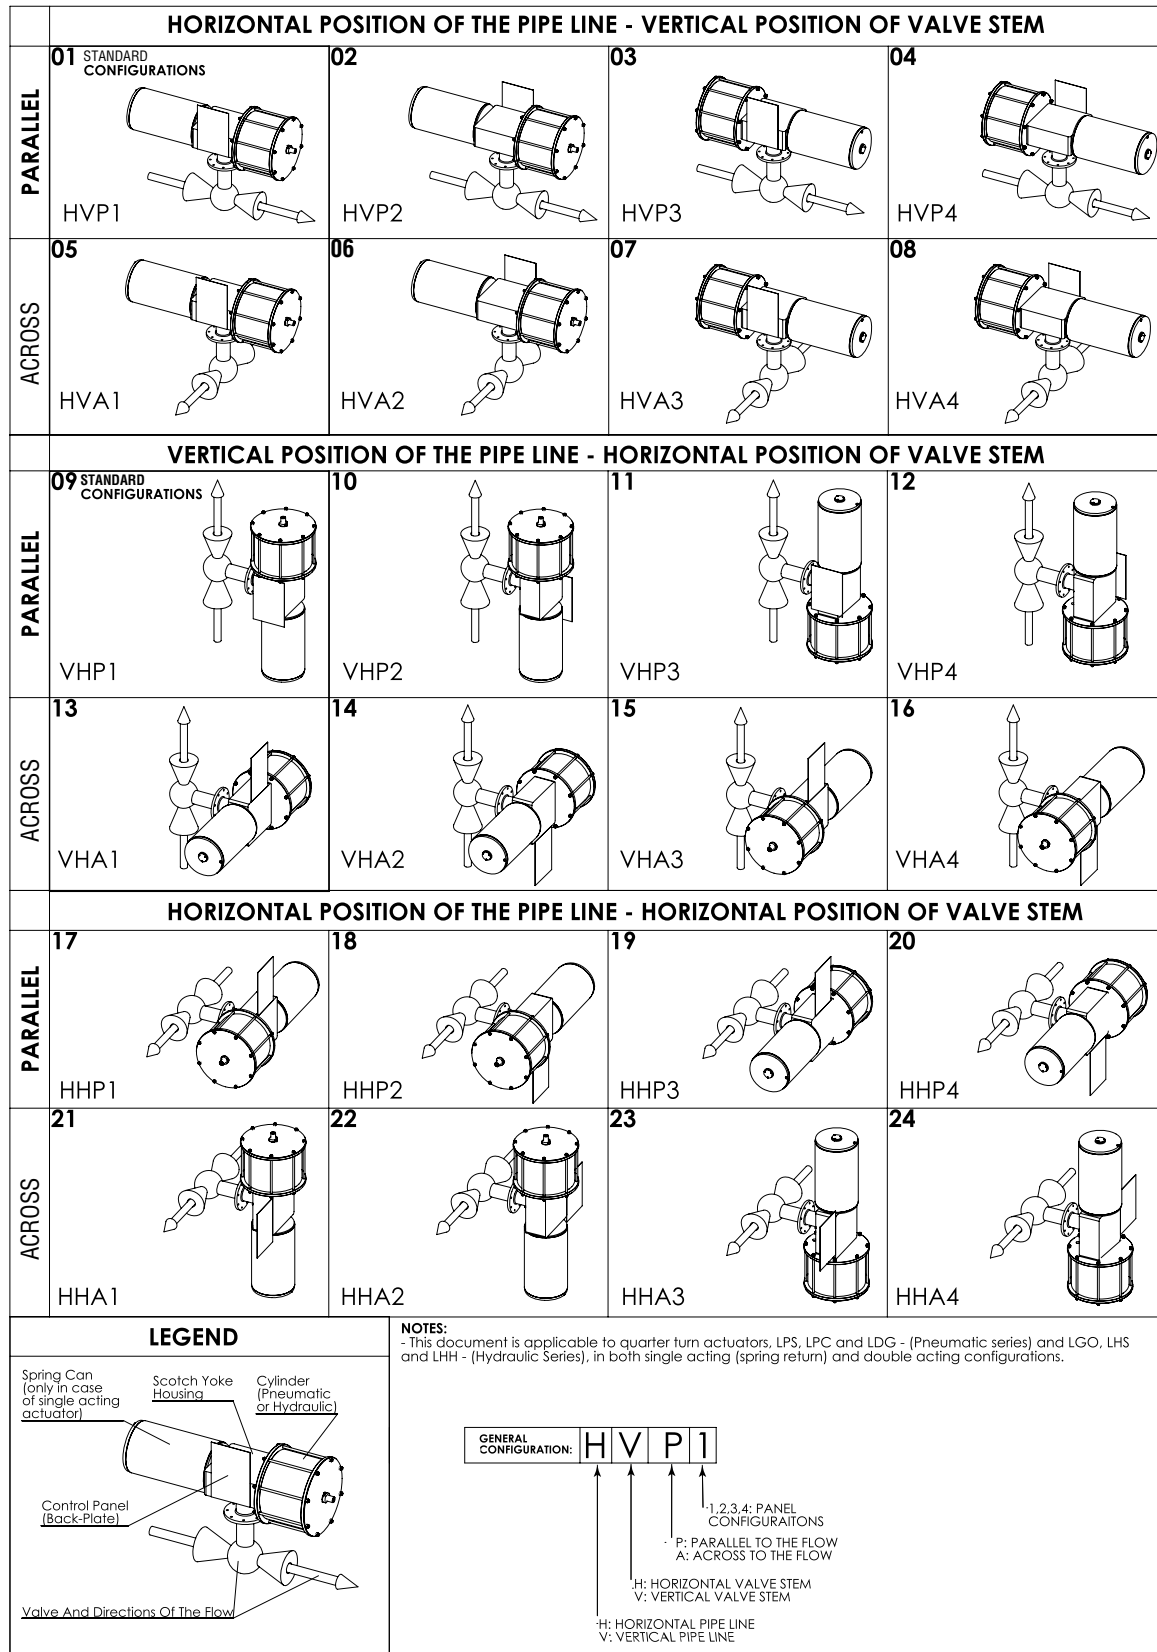 HORIZONTAL POSITION OF THE PIPE LINE - VERTICAL POSITION OF VALVE STEM
PARALLEL
01 STANDARD
CONFIGURATIONS
HVP1
02
HVP2
03
HVP3
04
HVP4
ACROSS
05
HVA1
06
HVA2
07
HVA3
08
HVA4
VERTICAL POSITION OF THE PIPE LINE - HORIZONTAL POSITION OF VALVE STEM
PARALLEL
09 STANDARD
CONFIGURATIONS
VHP1
10
VHP2
11
VHP3
12
VHP4
ACROSS
13
VHA1
14
VHA2
15
VHA3
16
VHA4
HORIZONTAL POSITION OF THE PIPE LINE - HORIZONTAL POSITION OF VALVE STEM
PARALLEL
17
HHP1
18
HHP2
19
HHP3
20
HHP4
ACROSS
21
HHA1
22
HHA2
23
HHA3
24
HHA4
LEGEND
Spring Can
(only in case
of single acting
actuator)
Scotch Yoke
Housing
Cylinder
(Pneumatic
or Hydraulic)
Control Panel
(Back-Plate)
Valve And Directions Of The Flow
NOTES:
- This document is applicable to quarter turn actuators, LPS, LPC and LDG - (Pneumatic series) and LGO, LHS
and LHH - (Hydraulic Series), in both single acting (spring return) and double acting configurations.
GENERAL
CONFIGURATION: H V P 1
1,2,3,4: PANEL
CONFIGURAITONS
P: PARALLEL TO THE FLOW
A: ACROSS TO THE FLOW
H: HORIZONTAL VALVE STEM
V: VERTICAL VALVE STEM
H: HORIZONTAL PIPE LINE
V: VERTICAL PIPE LINE